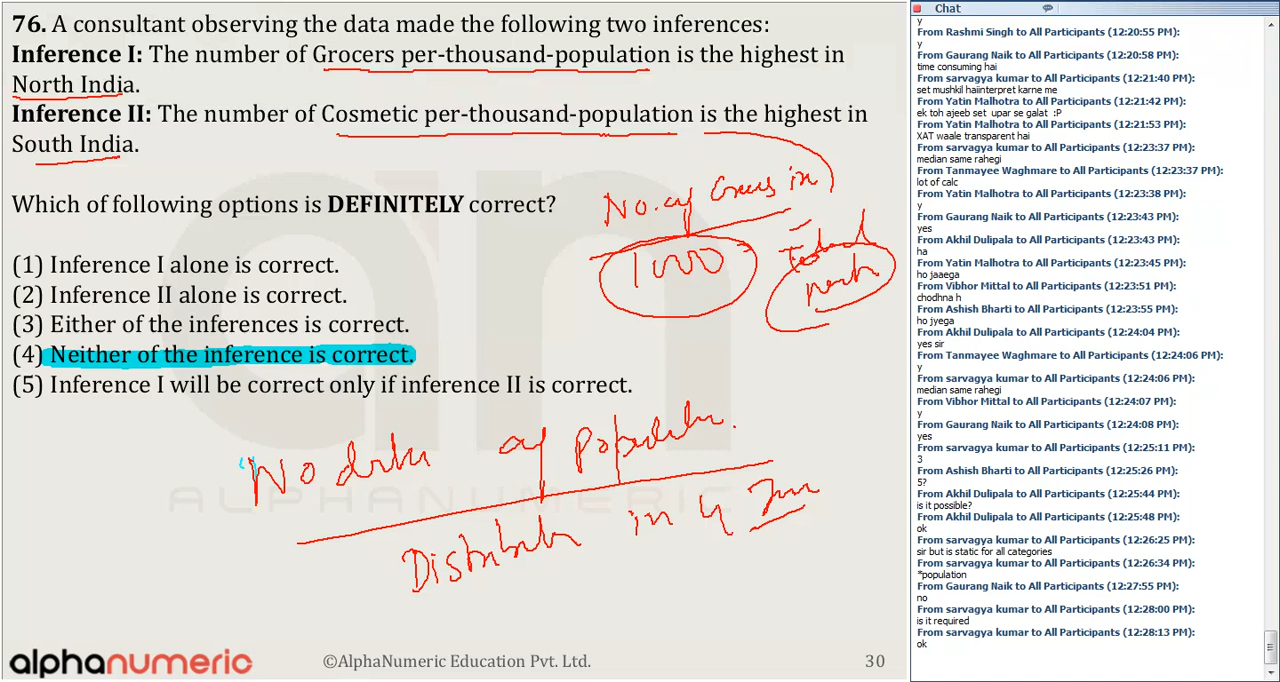 76. A consultant observing the data made the following two inferences:
Inference I: The number of Grocers per-thousand-population is the highest in
North India.
Inference II: The number of Cosmetic per-thousand-population is the highest in
South India.
Which of following options is DEFINITELY correct?
(1) Inference I alone is correct.
(2) Inference II alone is correct.
(3) Either of the inferences is correct.
(4) Neither of the inference is correct.
(5) Inference I will be correct only if inference II is correct.
No. of in
1000
No of
in 4
ALPHANUMERIC
alphanumeric
©AlphaNumeric Education Pvt. Ltd.
30
Chat
y
From Rashmi Singh to All Participants (12:20:55 PM):
y
From Gaurang Naik to All Participants (12:20:58 PM):
time consuming hai
From sarvagya kumar to All Participants (12:21:40 PM):
set mushkil haiinterpret karne me
From Yatin Malhotra to All Participants (12:21:42 PM):
ek toh ajeeb set upar se galat :P
From Yatin Malhotra to All Participants (12:21:53 PM):
XAT waale transparent hai
From sarvagya kumar to All Participants (12:23:37 PM):
median same rahegi
From Tanmayee Waghmare to All Participants (12:23:37 PM):
lot of calc
From Yatin Malhotra to All Participants (12:23:38 PM):
y
From Gaurang Naik to All Participants (12:23:43 PM):
yes
From Akhil Dulipala to All Participants (12:23:43 PM):
ha
From Yatin Malhotra to All Participants (12:23:45 PM):
ho jaaega
From Vibhor Mittal to All Participants (12:23:51 PM):
chodhna h
From Ashish Bharti to All Participants (12:23:55 PM):
ho jyega
From Akhil Dulipala to All Participants (12:24:04 PM):
yes sir
From Tanmayee Waghmare to All Participants (12:24:06 PM):
y
From sarvagya kumar to All Participants (12:24:06 PM):
median same rahegi
From Vibhor Mittal to All Participants (12:24:07 PM):
y
From Gaurang Naik to All Participants (12:24:08 PM):
yes
From sarvagya kumar to All Participants (12:25:11 PM):
3
From Ashish Bharti to All Participants (12:25:26 PM):
5?
From Akhil Dulipala to All Participants (12:25:44 PM):
is it possible?
From Akhil Dulipala to All Participants (12:25:48 PM):
ok
From sarvagya kumar to All Participants (12:26:25 PM):
sir but is static for all categories
From sarvagya kumar to All Participants (12:26:34 PM):
*population
From Gaurang Naik to All Participants (12:27:55 PM):
no
From sarvagya kumar to All Participants (12:28:00 PM):
is it required
From sarvagya kumar to All Participants (12:28:13 PM):
ok